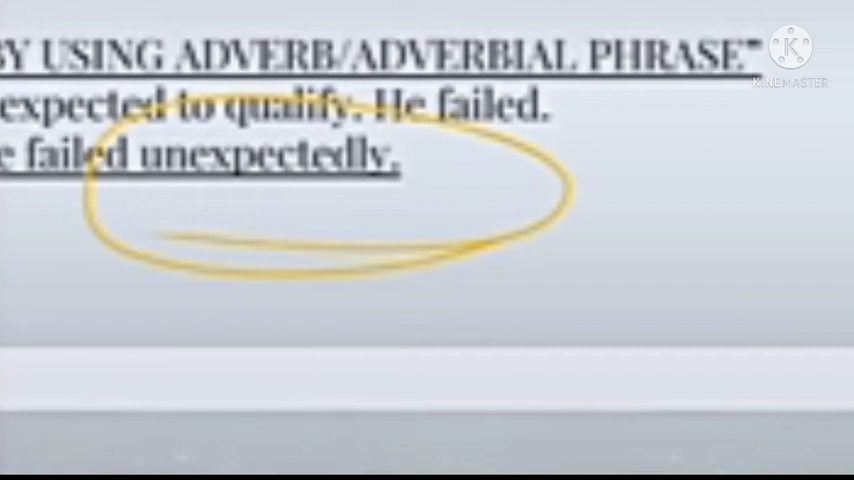 BY USING ADVERB/ADVERBIAL PHRASE"
expected to qualify. He failed.
e failed unexpectedly.
KINEMASTER